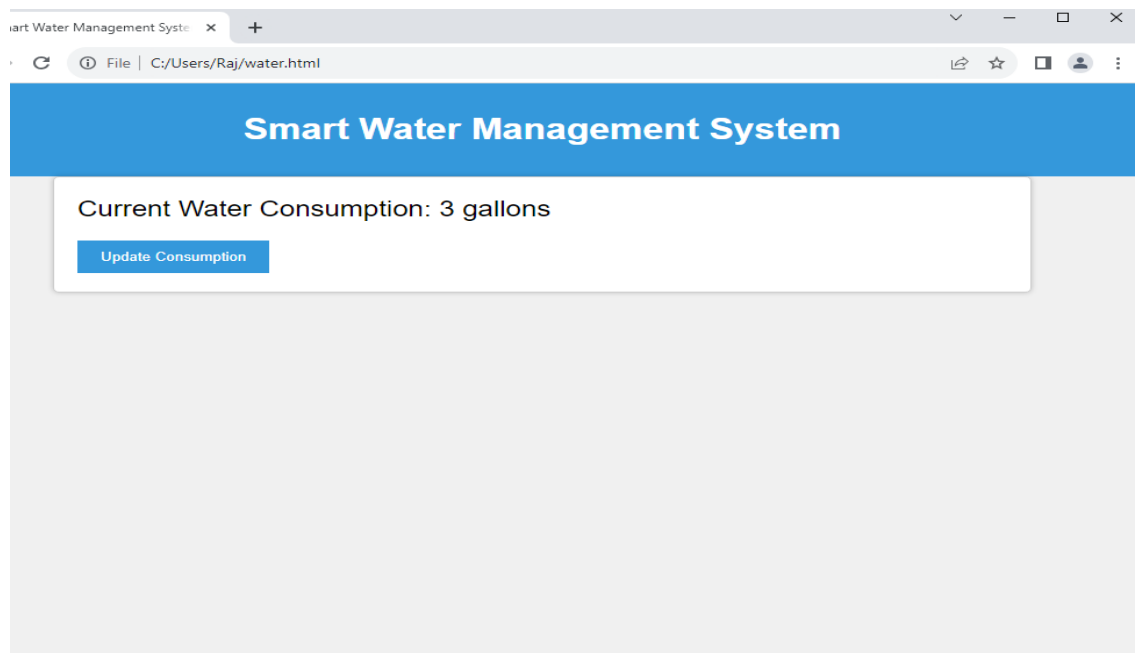 art Water Management Syste
File | C:/Users/Raj/water.html
Smart Water Management System
Current Water Consumption: 3 gallons
Update Consumption